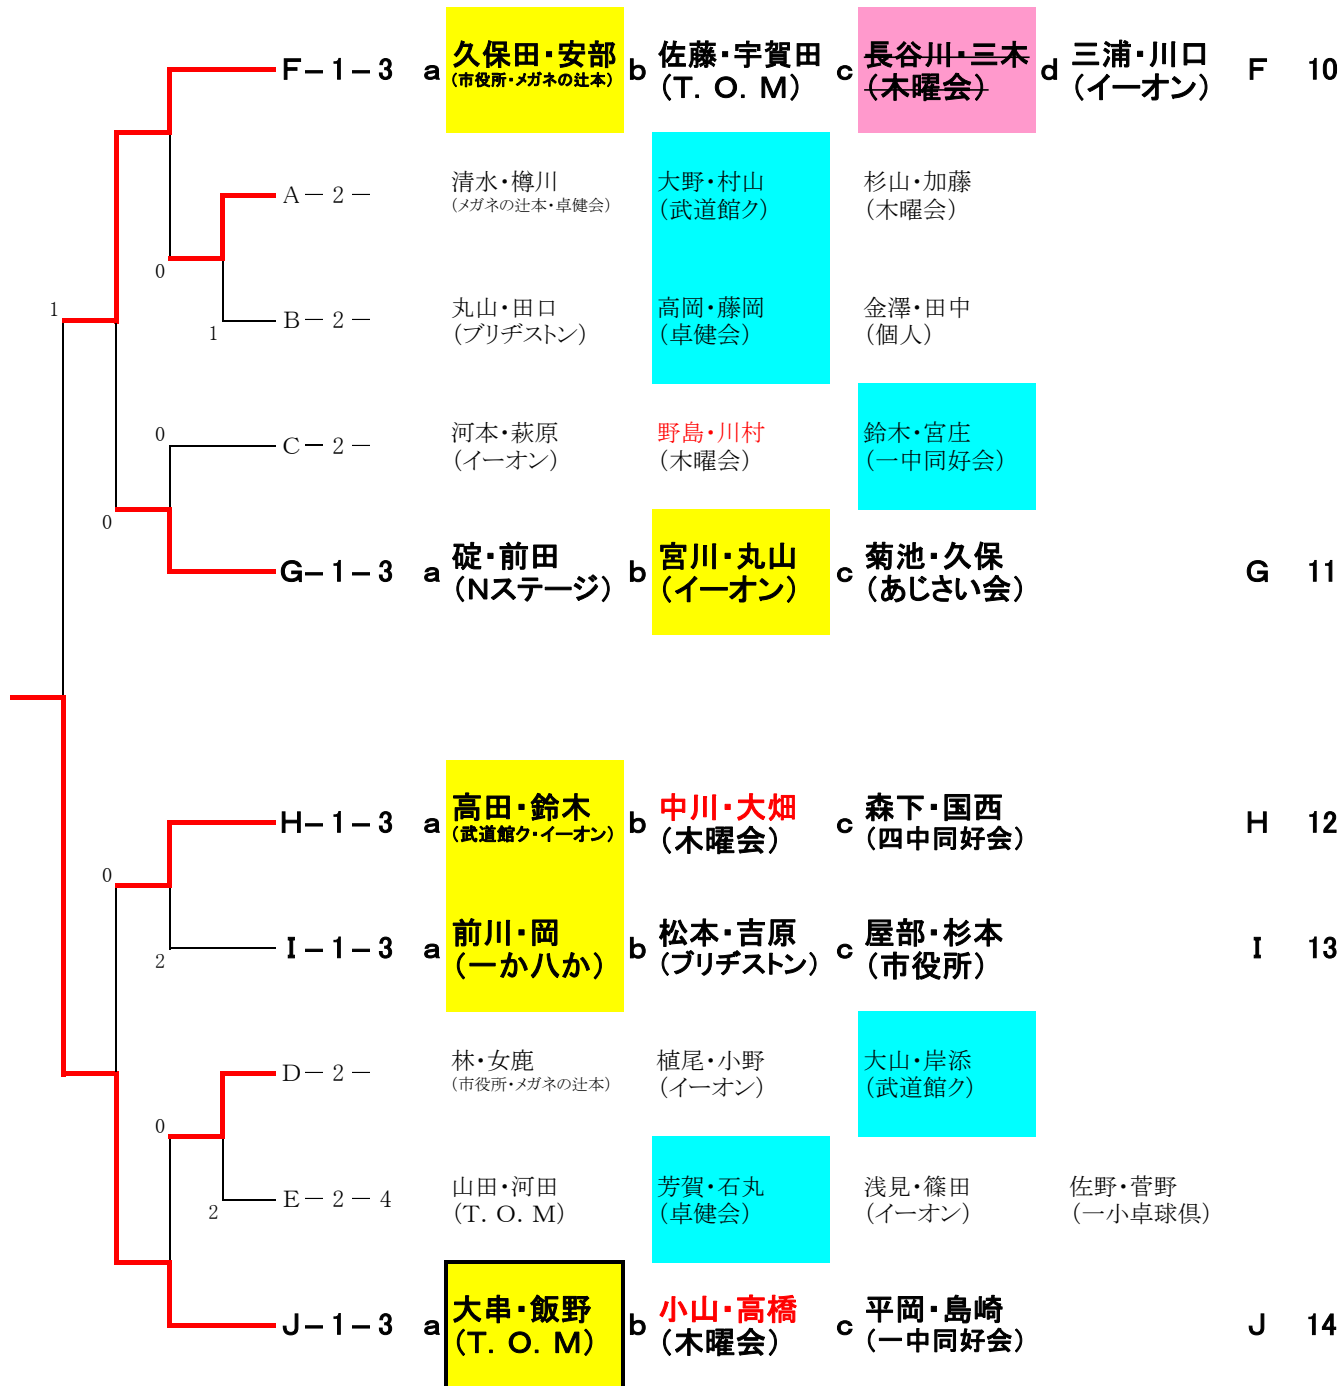 F－1－3 a 久保田・安部 b 佐藤・宇賀田 c 長谷川・三木 d 三浦・川口 F 10
(市役所・メガネの辻本) (T．O．M) (木曜会) (イーオン)
A－2－ 清水・樽川 大野・村山 杉山・加藤
(メガネの辻本・卓健会) (武道館ク) (木曜会)
0
1
B－2－ 丸山・田口 高岡・藤岡 金澤・田中
1 (ブリヂストン) (卓健会) (個人)
0
C－2－ 河本・萩原 野島・川村 鈴木・宮庄
(イーオン) (木曜会) (一中同好会)
0
G－1－3 a 碇・前田 b 宮川・丸山 c 菊池・久保 G 11
(Nステージ) (イーオン) (あじさい会)
H－1－3 a 高田・鈴木 b 中川・大畑 c 森下・国西 H 12
(武道館ク・イーオン) (木曜会) (四中同好会)
0
I－1－3 a 前川・岡 b 松本・吉原 c 屋部・杉本 I 13
2 (一か八か) (ブリヂストン) (市役所)
D－2－ 林・女鹿 植尾・小野 大山・岸添
(市役所・メガネの辻本) (イーオン) (武道館ク)
0
E－2－4 山田・河田 芳賀・石丸 浅見・篠田 佐野・菅野
2 (T．O．M) (卓健会) (イーオン) (一小卓球倶)
J－1－3 a 大串・飯野 b 小山・高橋 c 平岡・島崎 J 14
(T．O．M) (木曜会) (一中同好会)